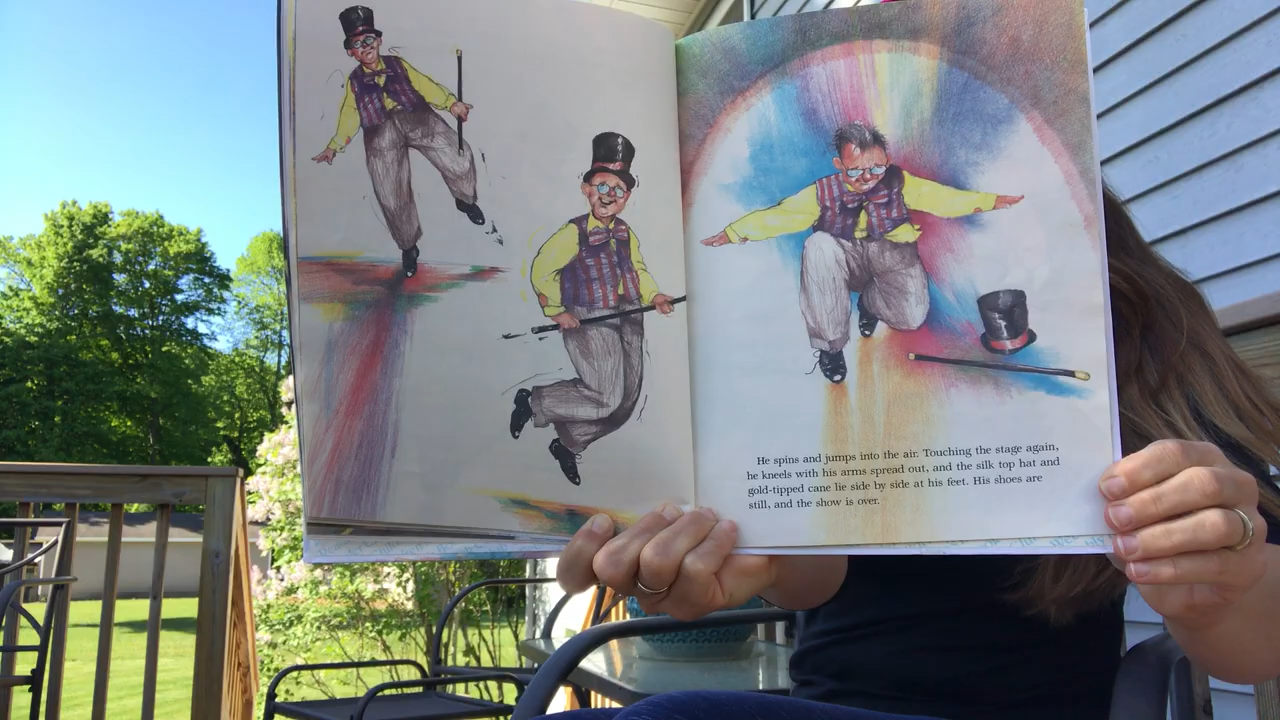 He spins and jumps into the air. Touching the stage again,
he kneels with his arms spread out, and the silk top hat and
gold-tipped cane lie side by side at his feet. His shoes are
still, and the show is over.